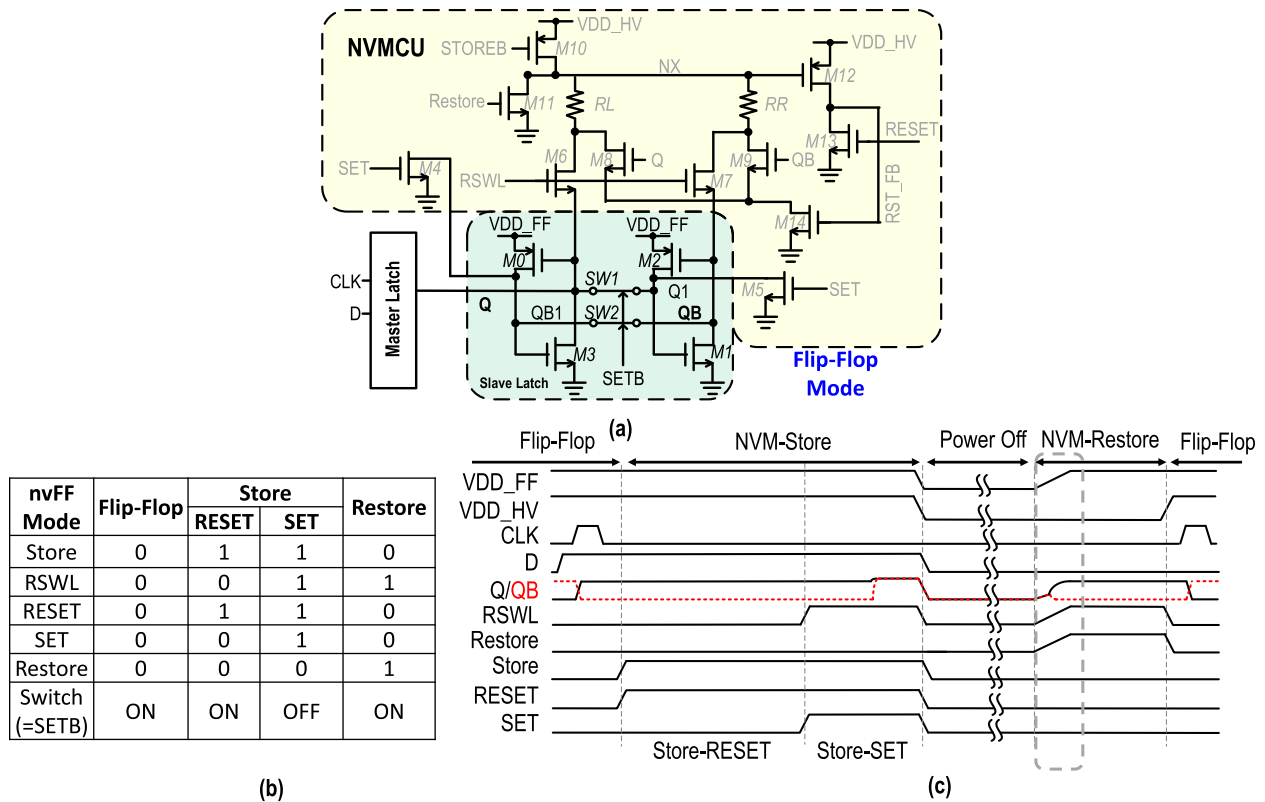 NVMCU
VDD_HV
STOREB
M10
NX
VDD_HV
M12
Restore
M11
RL
RR
M13
RESET
SET
M4
M6
M8
Q
M9
QB
RSWL
M7
RST_FB
M14
VDD_FF
VDD_FF
M0
M2
CLK
D
Master Latch
Q
SW1
Q1
M5
SET
QB1
SW2
QB
M3
M1
Slave Latch
SETB
Flip-Flop
Mode
(a)
nvFF Mode Flip-Flop Store Restore
RESET SET
Store 0 1 1 0
RSWL 0 0 1 1
RESET 0 1 1 0
SET 0 0 1 0
Restore 0 0 0 1
Switch (=SETB) ON ON OFF ON
(b)
Flip-Flop NVM-Store Power Off NVM-Restore Flip-Flop
VDD_FF
VDD_HV
CLK
D
Q/QB
RSWL
Restore
Store
RESET
SET
Store-RESET Store-SET
(c)